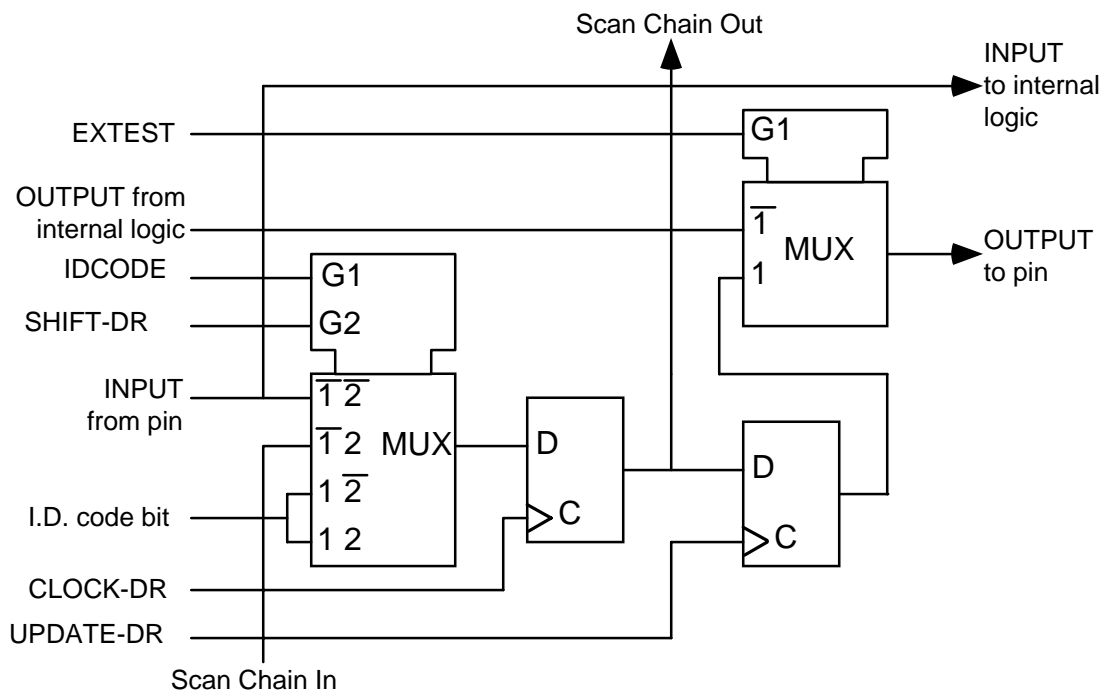 Scan Chain Out
INPUT
to internal
logic
EXTEST
G1
OUTPUT from
internal logic
1̅
MUX
1
OUTPUT
to pin
IDCODE
G1
SHIFT-DR
G2
INPUT
from pin
1̅ 2̅
1̅ 2
MUX
1 2̅
1 2
I.D. code bit
D
C
D
C
CLOCK-DR
UPDATE-DR
Scan Chain In